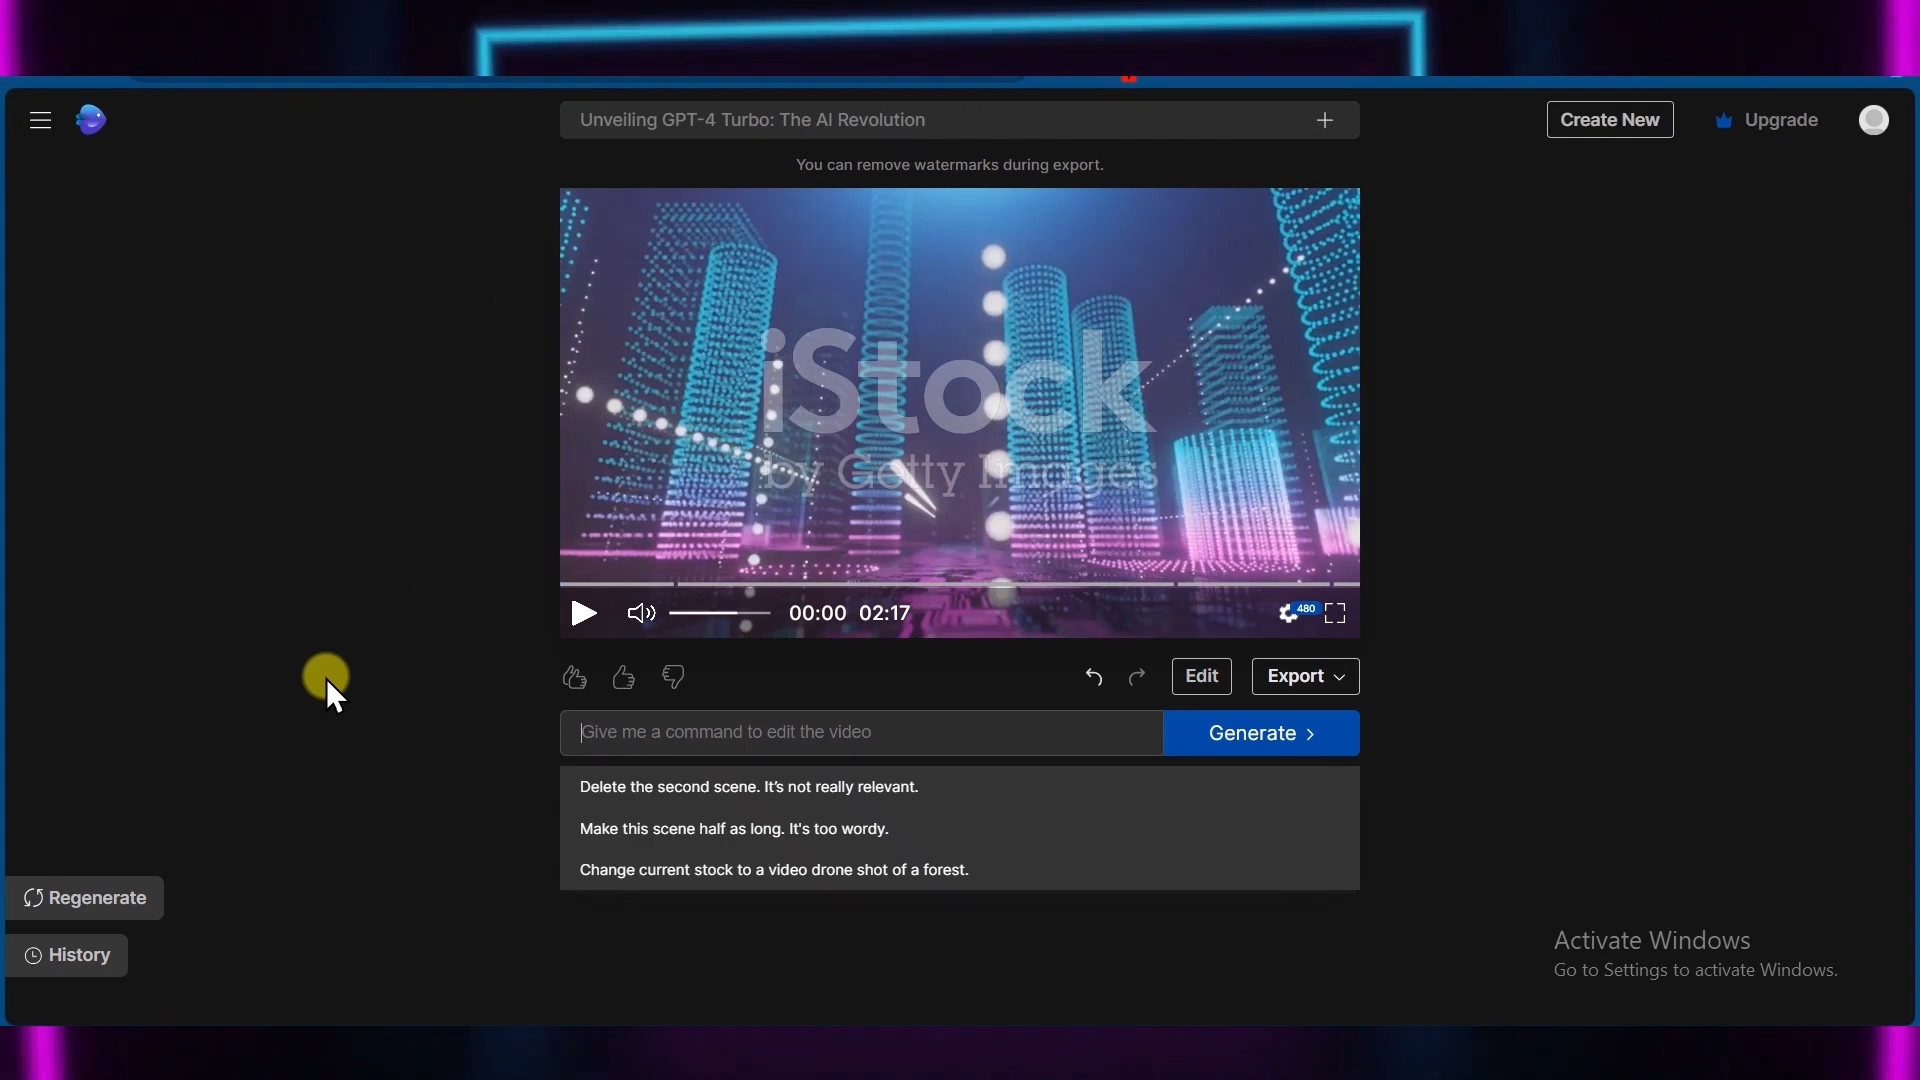 Unveiling GPT-4 Turbo: The AI Revolution
Create New
Upgrade
You can remove watermarks during export.
iStock
by Getty Images
00:00 02:17
480
Edit
Export
Give me a command to edit the video
Generate
Delete the second scene. It's not really relevant.
Make this scene half as long. It's too wordy.
Change current stock to a video drone shot of a forest.
Regenerate
History
Activate Windows
Go to Settings to activate Windows.